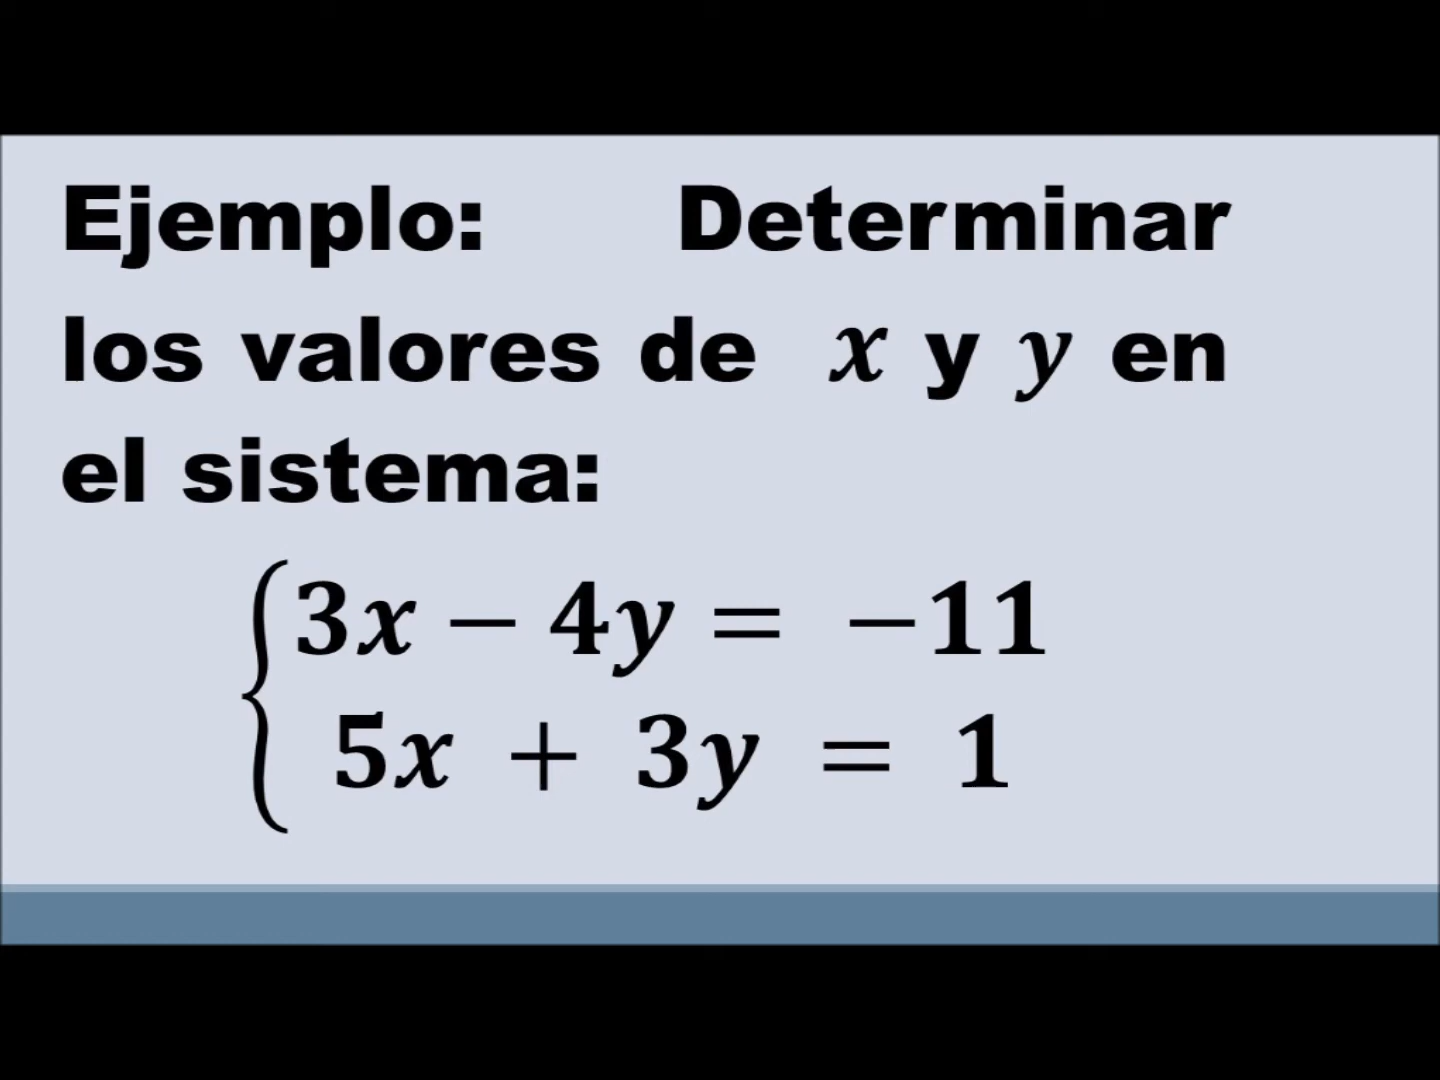 Ejemplo: Determinar
los valores de x y y en
el sistema:
3x − 4y = −11
5x + 3y = 1